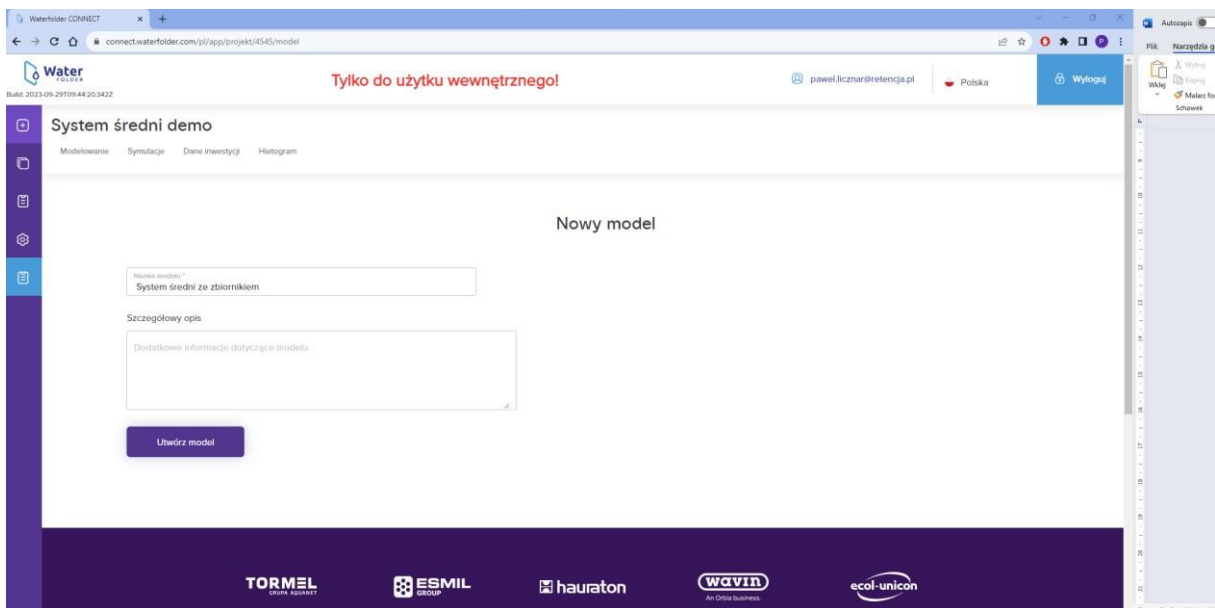 Waterfolder CONNECT
connect.waterfolder.com/pl/app/projekt/4545/model
Autozapis
Plik Narzędzia g
Wytnij
Kopiuj
Malarz for
Wklej
Schowek
Water
FOLDER
Build: 2023-09-29T09:44:20.342Z
Tylko do użytku wewnętrznego!
pawel.licznar@retencja.pl
Polska
Wyloguj
System średni demo
Modelowanie Symulacje Dane inwestycji Hietogram
Nowy model
Nazwa modelu *
System średni ze zbiornikiem
Szczegółowy opis
Dodatkowe informacje dotyczące modelu
Utwórz model
TORMEL
GRUPA AQUANET
ESMIL
GROUP
hauraton
wavin
An Orbia business.
ecol-unicon